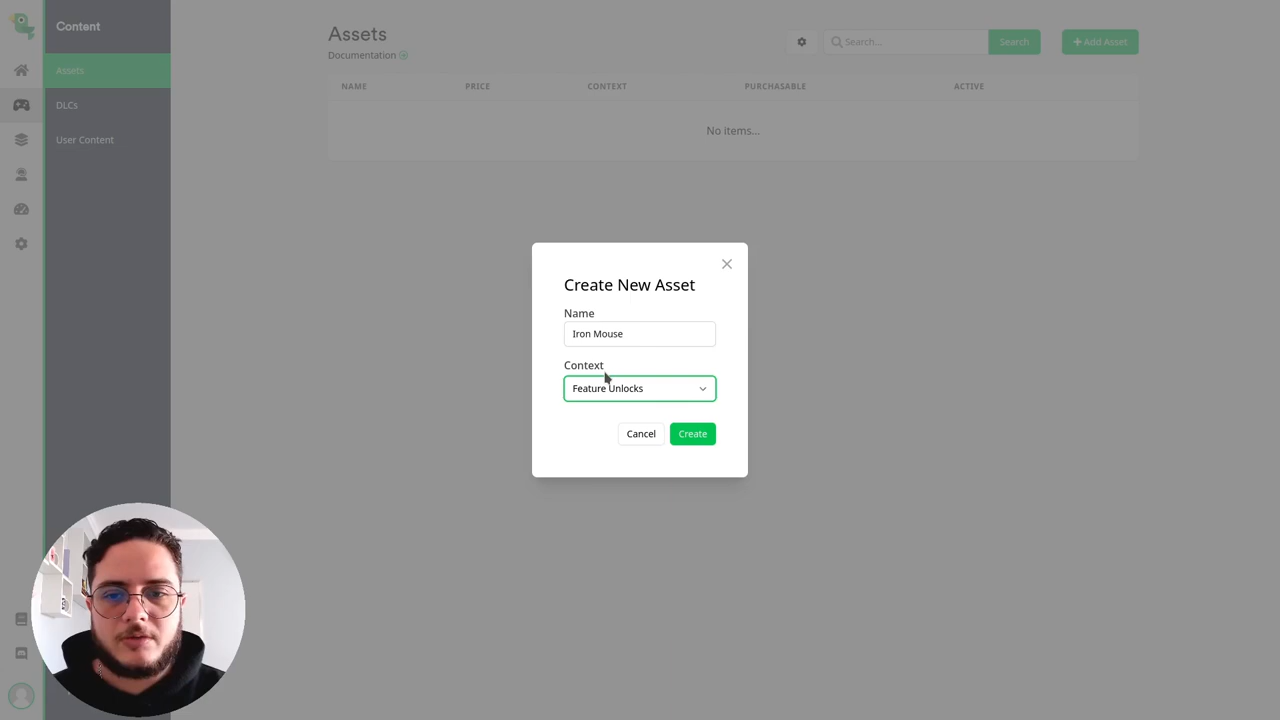 Content
Assets
DLCs
User Content
Assets
Documentation
Search...
Search
+ Add Asset
NAME PRICE CONTEXT PURCHASABLE ACTIVE
No items...
Create New Asset
Name
Iron Mouse
Context
Feature Unlocks
Cancel Create